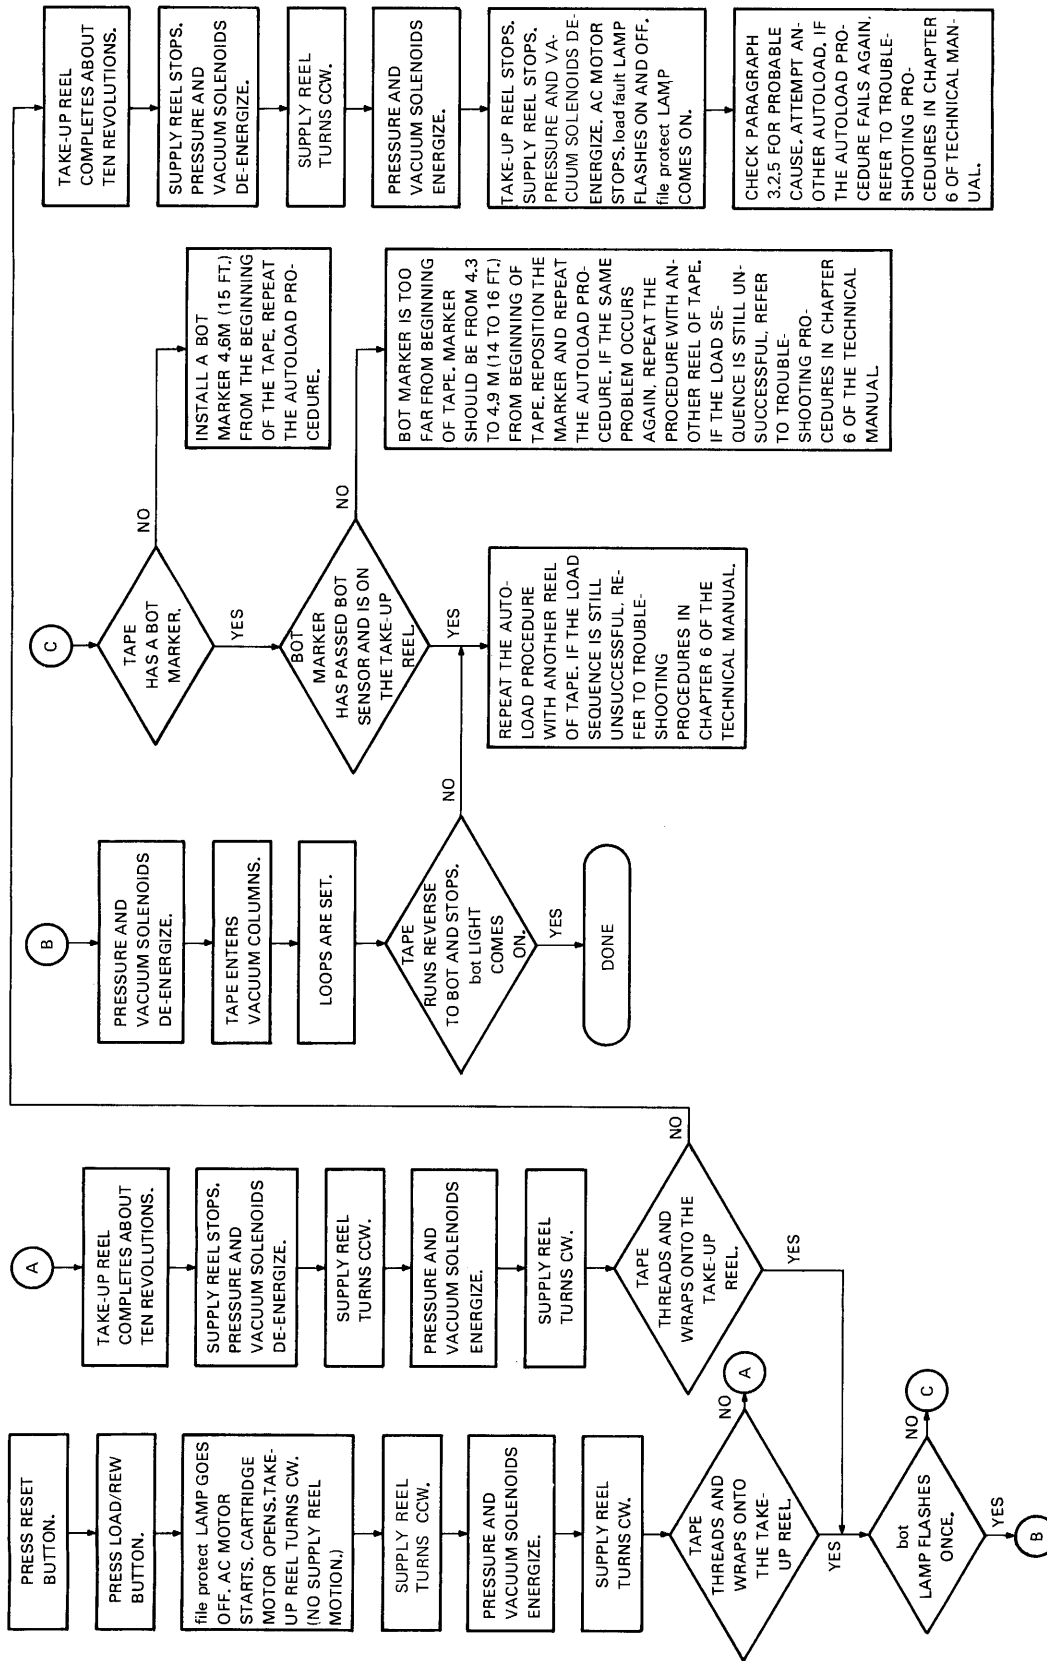 PRESS RESET
BUTTON.
PRESS LOAD/REW
BUTTON.
file protect LAMP GOES
OFF. AC MOTOR
STARTS. CARTRIDGE
MOTOR OPENS. TAKE-
UP REEL TURNS CW.
(NO SUPPLY REEL
MOTION.)
SUPPLY REEL
TURNS CCW.
PRESSURE AND
VACUUM SOLENOIDS
ENERGIZE.
SUPPLY REEL
TURNS CW.
TAPE
THREADS AND
WRAPS ONTO
THE TAKE-
UP REEL.
NO
A
YES
bot
LAMP FLASHES
ONCE.
NO
C
YES
B
A
TAKE-UP REEL
COMPLETES ABOUT
TEN REVOLUTIONS.
SUPPLY REEL STOPS.
PRESSURE AND
VACUUM SOLENOIDS
DE-ENERGIZE.
SUPPLY REEL
TURNS CCW.
PRESSURE AND
VACUUM SOLENOIDS
ENERGIZE.
SUPPLY REEL
TURNS CW.
TAPE
THREADS AND
WRAPS ONTO THE
TAKE-UP
REEL.
NO
YES
B
PRESSURE AND
VACUUM SOLENOIDS
DE-ENERGIZE.
TAPE ENTERS
VACUUM COLUMNS.
LOOPS ARE SET.
TAPE
RUNS REVERSE
TO BOT AND STOPS.
bot LIGHT
COMES
ON.
NO
YES
DONE
C
TAPE
HAS A BOT
MARKER.
NO
YES
BOT
MARKER
HAS PASSED BOT
SENSOR AND IS ON
THE TAKE-UP
REEL.
NO
YES
REPEAT THE AUTO-
LOAD PROCEDURE
WITH ANOTHER REEL
OF TAPE. IF THE LOAD
SEQUENCE IS STILL
UNSUCCESSFUL, RE-
FER TO TROUBLE-
SHOOTING
PROCEDURES IN
CHAPTER 6 OF THE
TECHNICAL MANUAL.
INSTALL A BOT
MARKER 4.6M (15 FT.)
FROM THE BEGINNING
OF THE TAPE. REPEAT
THE AUTOLOAD PRO-
CEDURE.
BOT MARKER IS TOO
FAR FROM BEGINNING
OF TAPE. MARKER
SHOULD BE FROM 4.3
TO 4.9 M (14 TO 16 FT.)
FROM BEGINNING OF
TAPE. REPOSITION THE
MARKER AND REPEAT
THE AUTOLOAD PRO-
CEDURE. IF THE SAME
PROBLEM OCCURS
AGAIN, REPEAT THE
PROCEDURE WITH AN-
OTHER REEL OF TAPE.
IF THE LOAD SE-
QUENCE IS STILL UN-
SUCCESSFUL, REFER
TO TROUBLE-
SHOOTING PRO-
CEDURES IN CHAPTER
6 OF THE TECHNICAL
MANUAL.
TAKE-UP REEL
COMPLETES ABOUT
TEN REVOLUTIONS.
SUPPLY REEL STOPS.
PRESSURE AND
VACUUM SOLENOIDS
DE-ENERGIZE.
SUPPLY REEL
TURNS CCW.
PRESSURE AND
VACUUM SOLENOIDS
ENERGIZE.
TAKE-UP REEL STOPS.
SUPPLY REEL STOPS.
PRESSURE AND VA-
CUUM SOLENOIDS DE-
ENERGIZE. AC MOTOR
STOPS. load fault LAMP
FLASHES ON AND OFF.
file protect LAMP
COMES ON.
CHECK PARAGRAPH
3.2.5 FOR PROBABLE
CAUSE. ATTEMPT AN-
OTHER AUTOLOAD. IF
THE AUTOLOAD PRO-
CEDURE FAILS AGAIN.
REFER TO TROUBLE-
SHOOTING PRO-
CEDURES IN CHAPTER
6 OF TECHNICAL MAN-
UAL.